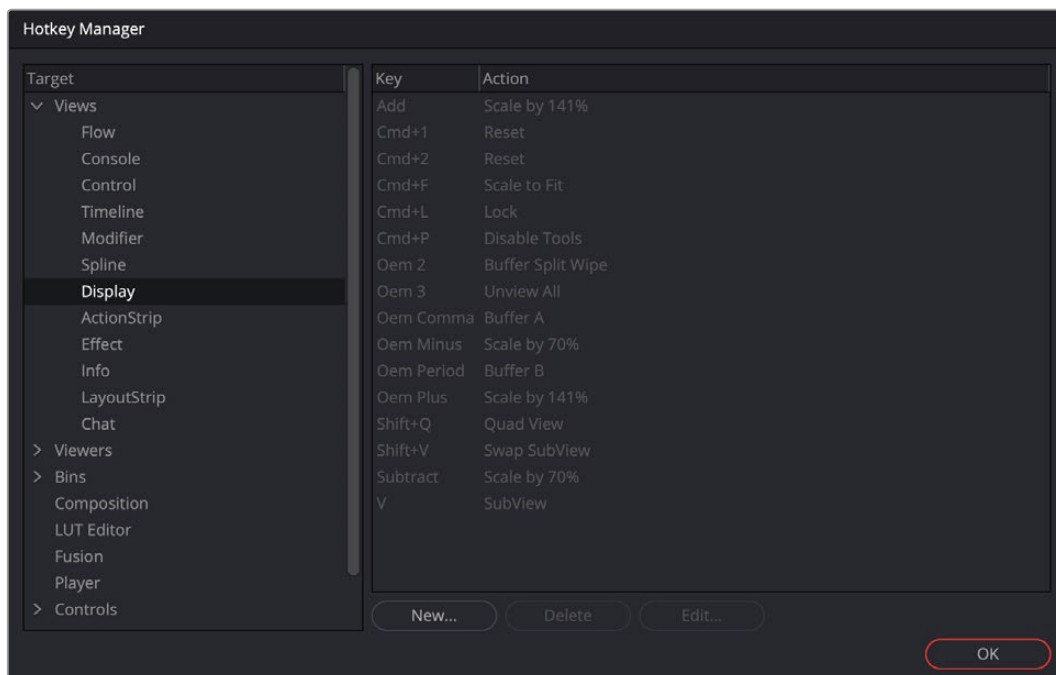 Hotkey Manager
Target
Views
Flow
Console
Control
Timeline
Modifier
Spline
Display
ActionStrip
Effect
Info
LayoutStrip
Chat
Viewers
Bins
Composition
LUT Editor
Fusion
Player
Controls
Key Action
Add Scale by 141%
Cmd+1 Reset
Cmd+2 Reset
Cmd+F Scale to Fit
Cmd+L Lock
Cmd+P Disable Tools
Oem 2 Buffer Split Wipe
Oem 3 Unview All
Oem Comma Buffer A
Oem Minus Scale by 70%
Oem Period Buffer B
Oem Plus Scale by 141%
Shift+Q Quad View
Shift+V Swap SubView
Subtract Scale by 70%
V SubView
New... Delete Edit...
OK